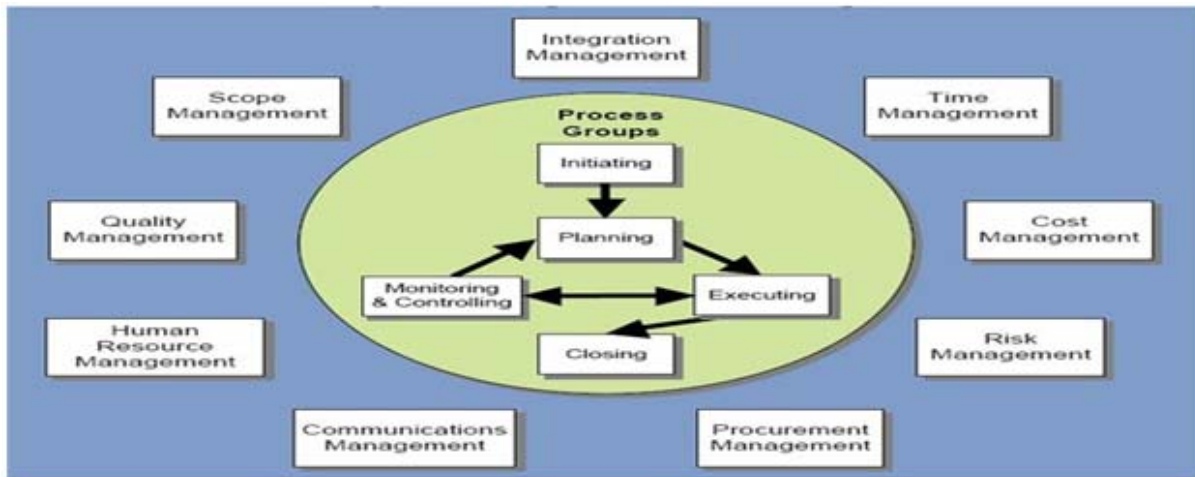 Integration
Management
Scope
Management
Time
Management
Process
Groups
Initiating
Quality
Management
Planning
Cost
Management
Monitoring
& Controlling
Executing
Human
Resource
Management
Closing
Risk
Management
Communications
Management
Procurement
Management